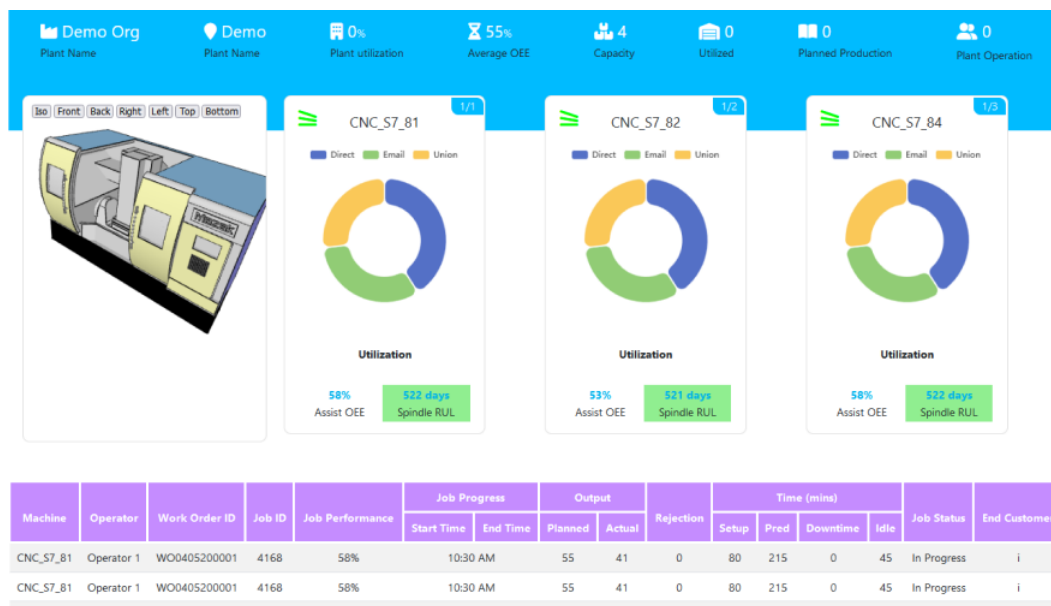 Demo Org
Plant Name
Demo
Plant Name
0%
Plant utilization
55%
Average OEE
4
Capacity
0
Utilized
0
Planned Production
0
Plant Operation
Iso Front Back Right Left Top Bottom
Mazak
1/1
CNC_S7_81
Direct Email Union
Utilization
58% 522 days
Assist OEE Spindle RUL
1/2
CNC_S7_82
Direct Email Union
Utilization
53% 521 days
Assist OEE Spindle RUL
1/3
CNC_S7_84
Direct Email Union
Utilization
58% 522 days
Assist OEE Spindle RUL
Job Progress Output Time (mins)
Machine Operator Work Order ID Job ID Job Performance Rejection Job Status End Custome
Start Time End Time Planned Actual Setup Pred Downtime Idle
CNC_S7_81 Operator 1 WO0405200001 4168 58% 10:30 AM 55 41 0 80 215 0 45 In Progress i
CNC_S7_81 Operator 1 WO0405200001 4168 58% 10:30 AM 55 41 0 80 215 0 45 In Progress i